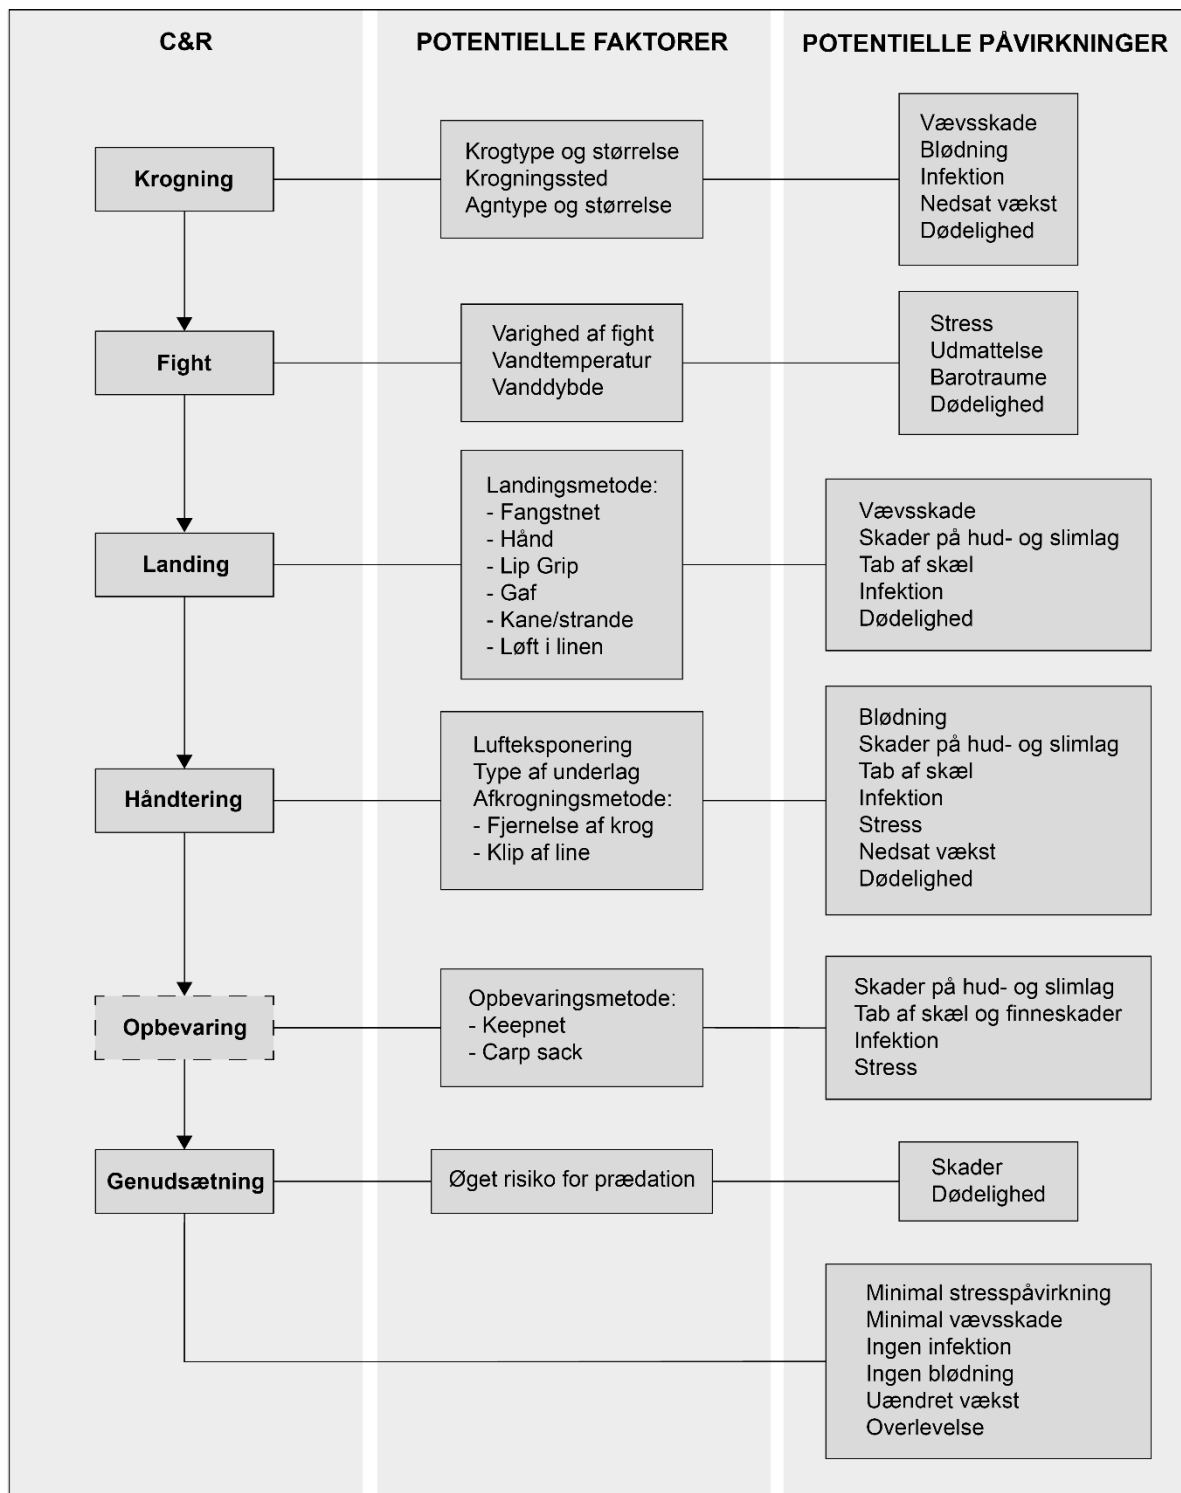 C&R
POTENTIELLE FAKTORER
POTENTIELLE PÅVIRKNINGER
Krogning
Krogtype og størrelse
Krogningssted
Agntype og størrelse
Vævsskade
Blødning
Infektion
Nedsat vækst
Dødelighed
Fight
Varighed af fight
Vandtemperatur
Vanddybde
Stress
Udmattelse
Barotraume
Dødelighed
Landing
Landingsmetode:
- Fangstnet
- Hånd
- Lip Grip
- Gaf
- Kane/strande
- Løft i linen
Vævsskade
Skader på hud- og slimlag
Tab af skæl
Infektion
Dødelighed
Håndtering
Lufteksponering
Type af underlag
Afkrogningsmetode:
- Fjernelse af krog
- Klip af line
Blødning
Skader på hud- og slimlag
Tab af skæl
Infektion
Stress
Nedsat vækst
Dødelighed
Opbevaring
Opbevaringsmetode:
- Keepnet
- Carp sack
Skader på hud- og slimlag
Tab af skæl og finneskader
Infektion
Stress
Genudsætning
Øget risiko for prædation
Skader
Dødelighed
Minimal stresspåvirkning
Minimal vævsskade
Ingen infektion
Ingen blødning
Uændret vækst
Overlevelse